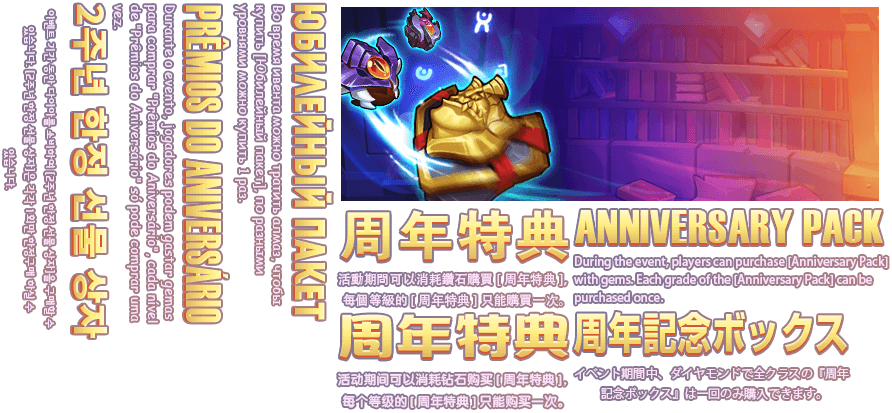 周年特典
活動期間可以消耗鑽石購買 [ 周年特典 ],
每個等級的 [ 周年特典 ] 只能購買一次。
ANNIVERSARY PACK
During the event, players can purchase [Anniversary Pack]
with gems. Each grade of the [Anniversary Pack] can be
purchased once.
周年特典
活动期间可以消耗钻石购买 [ 周年特典 ],
每个等级的 [ 周年特典 ] 只能购买一次。
周年記念ボックス
イベント期間中、ダイヤモンドで全クラスの『周年
記念ボックス』は一回のみ購入できます。
ЮБИЛЕЙНЫЙ ПАКЕТ
Во время ивента можно тратить алмаз, чтобы
купить [Юбилейный пакет], по разными
уровнями можно купить 1 раз.
PRÊMIOS DO ANIVERSÁRIO
Durante o evento, jogadores podem gastar gemas
para comprar "Prêmios do Aniversário", cada nível
de "Prêmios do Aniversário" só pode comprar uma
vez.
2주년 한정 선물 상자
있습니다.